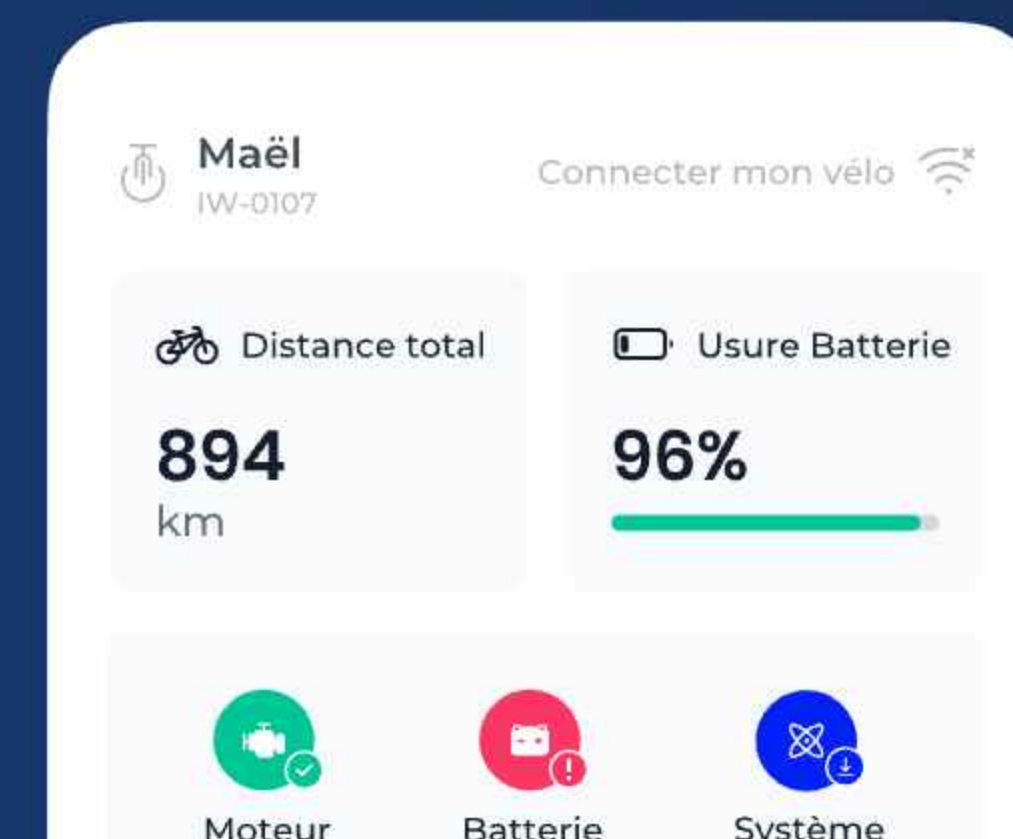 Maël
IW-0107
Connecter mon vélo
Distance total
894
km
Usure Batterie
96%
Moteur
Batterie
Système